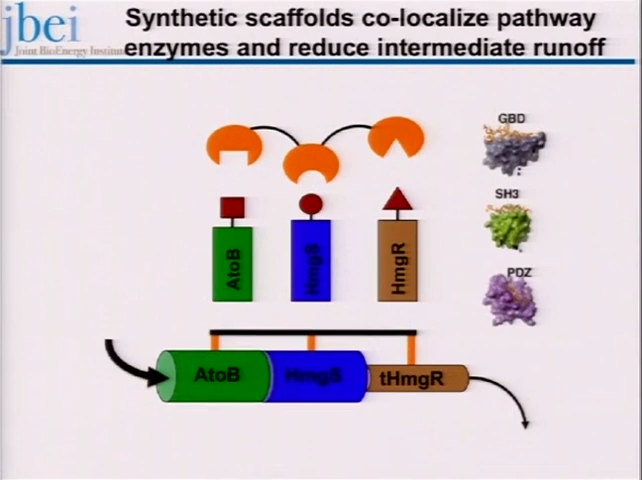 Synthetic scaffolds co-localize pathway
enzymes and reduce intermediate runoff
jbei
Joint BioEnergy Institute
GBD
SH3
PDZ
AtoB
HmgS
HmgR
AtoB
HmgS
tHmgR